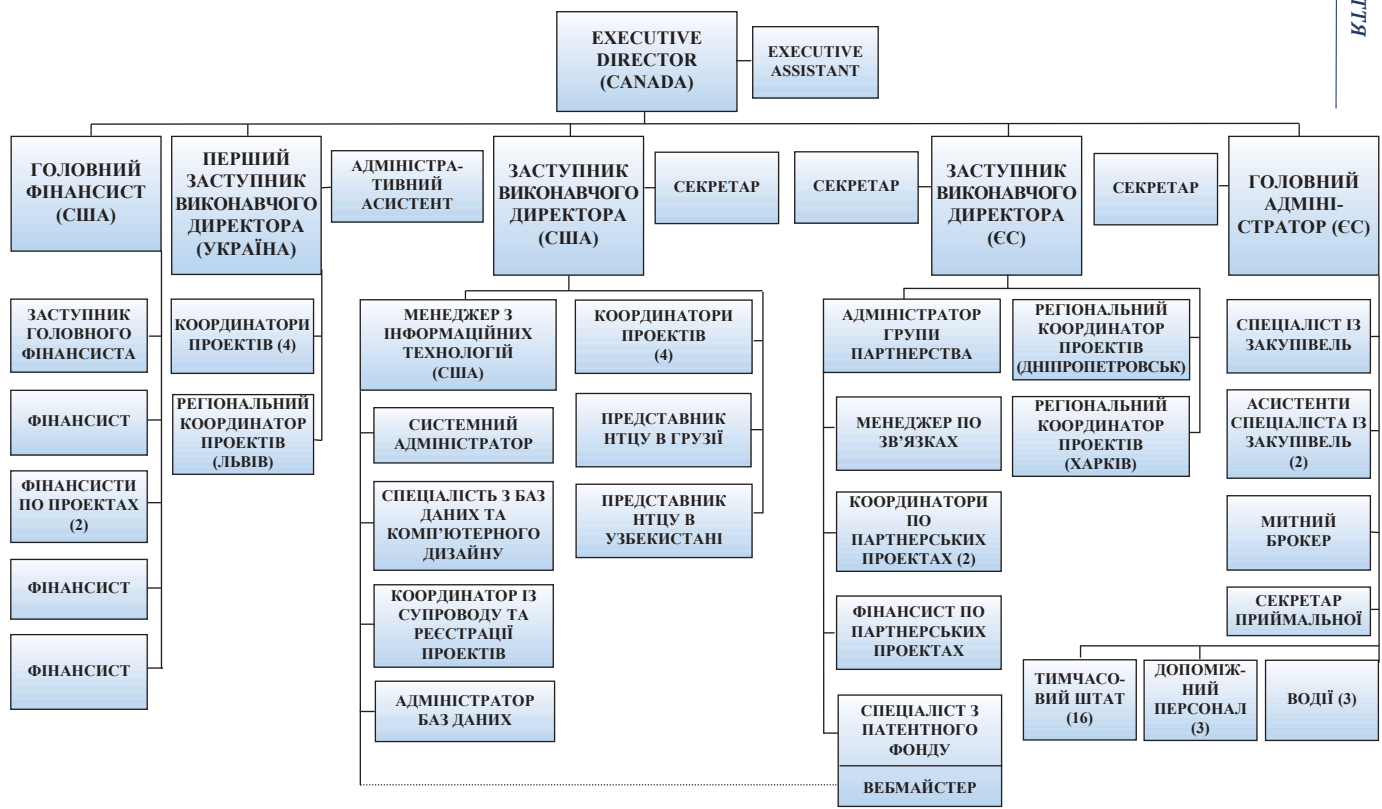 EXECUTIVE
DIRECTOR
(CANADA)
EXECUTIVE
ASSISTANT
ГОЛОВНИЙ
ФІНАНСИСТ
(США)
ПЕРШИЙ
ЗАСТУПНИК
ВИКОНАВЧОГО
ДИРЕКТОРА
(УКРАЇНА)
АДМІНІСТРА-
ТИВНИЙ
АСИСТЕНТ
ЗАСТУПНИК
ВИКОНАВЧОГО
ДИРЕКТОРА
(США)
СЕКРЕТАР
СЕКРЕТАР
ЗАСТУПНИК
ВИКОНАВЧОГО
ДИРЕКТОРА
(ЄС)
СЕКРЕТАР
ГОЛОВНИЙ
АДМІНІ-
СТРАТОР (ЄС)
ЗАСТУПНИК
ГОЛОВНОГО
ФІНАНСИСТА
ФІНАНСИСТ
ФІНАНСИСТИ
ПО ПРОЕКТАХ
(2)
ФІНАНСИСТ
ФІНАНСИСТ
КООРДИНАТОРИ
ПРОЕКТІВ (4)
РЕГІОНАЛЬНИЙ
КООРДИНАТОР
ПРОЕКТІВ
(ЛЬВІВ)
МЕНЕДЖЕР З
ІНФОРМАЦІЙНИХ
ТЕХНОЛОГІЙ
(США)
СИСТЕМНИЙ
АДМІНІСТРАТОР
СПЕЦІАЛІСТЬ З БАЗ
ДАНИХ ТА
КОМП’ЮТЕРНОГО
ДИЗАЙНУ
КООРДИНАТОР ІЗ
СУПРОВОДУ ТА
РЕЄСТРАЦІЇ
ПРОЕКТІВ
АДМІНІСТРАТОР
БАЗ ДАНИХ
КООРДИНАТОРИ
ПРОЕКТІВ
(4)
ПРЕДСТАВНИК
НТЦУ В ГРУЗІЇ
ПРЕДСТАВНИК
НТЦУ В
УЗБЕКИСТАНІ
АДМІНІСТРАТОР
ГРУПИ
ПАРТНЕРСТВА
МЕНЕДЖЕР ПО
ЗВ’ЯЗКАХ
КООРДИНАТОРИ
ПО
ПАРТНЕРСЬКИХ
ПРОЕКТАХ (2)
ФІНАНСИСТ ПО
ПАРТНЕРСЬКИХ
ПРОЕКТАХ
СПЕЦІАЛІСТ З
ПАТЕНТНОГО
ФОНДУ
ВЕБМАЙСТЕР
РЕГІОНАЛЬНИЙ
КООРДИНАТОР
ПРОЕКТІВ
(ДНІПРОПЕТРОВСЬК)
РЕГІОНАЛЬНИЙ
КООРДИНАТОР
ПРОЕКТІВ
(ХАРКІВ)
СПЕЦІАЛІСТ ІЗ
ЗАКУПІВЕЛЬ
АСИСТЕНТИ
СПЕЦІАЛІСТА ІЗ
ЗАКУПІВЕЛЬ
(2)
МИТНИЙ
БРОКЕР
СЕКРЕТАР
ПРИЙМАЛЬНОЇ
ТИМЧАСО-
ВИЙ ШТАТ
(16)
ДОПОМІЖ-
НИЙ
ПЕРСОНАЛ
(3)
ВОДІЇ (3)